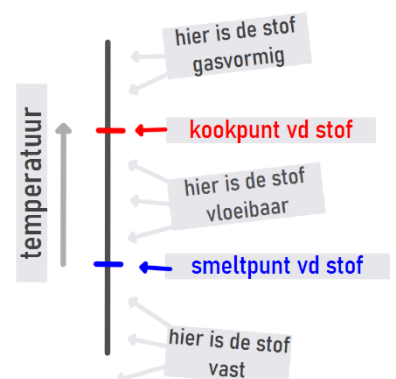 hier is de stof
gasvormig
kookpunt vd stof
temperatuur
hier is de stof
vloeibaar
smeltpunt vd stof
hier is de stof
vast